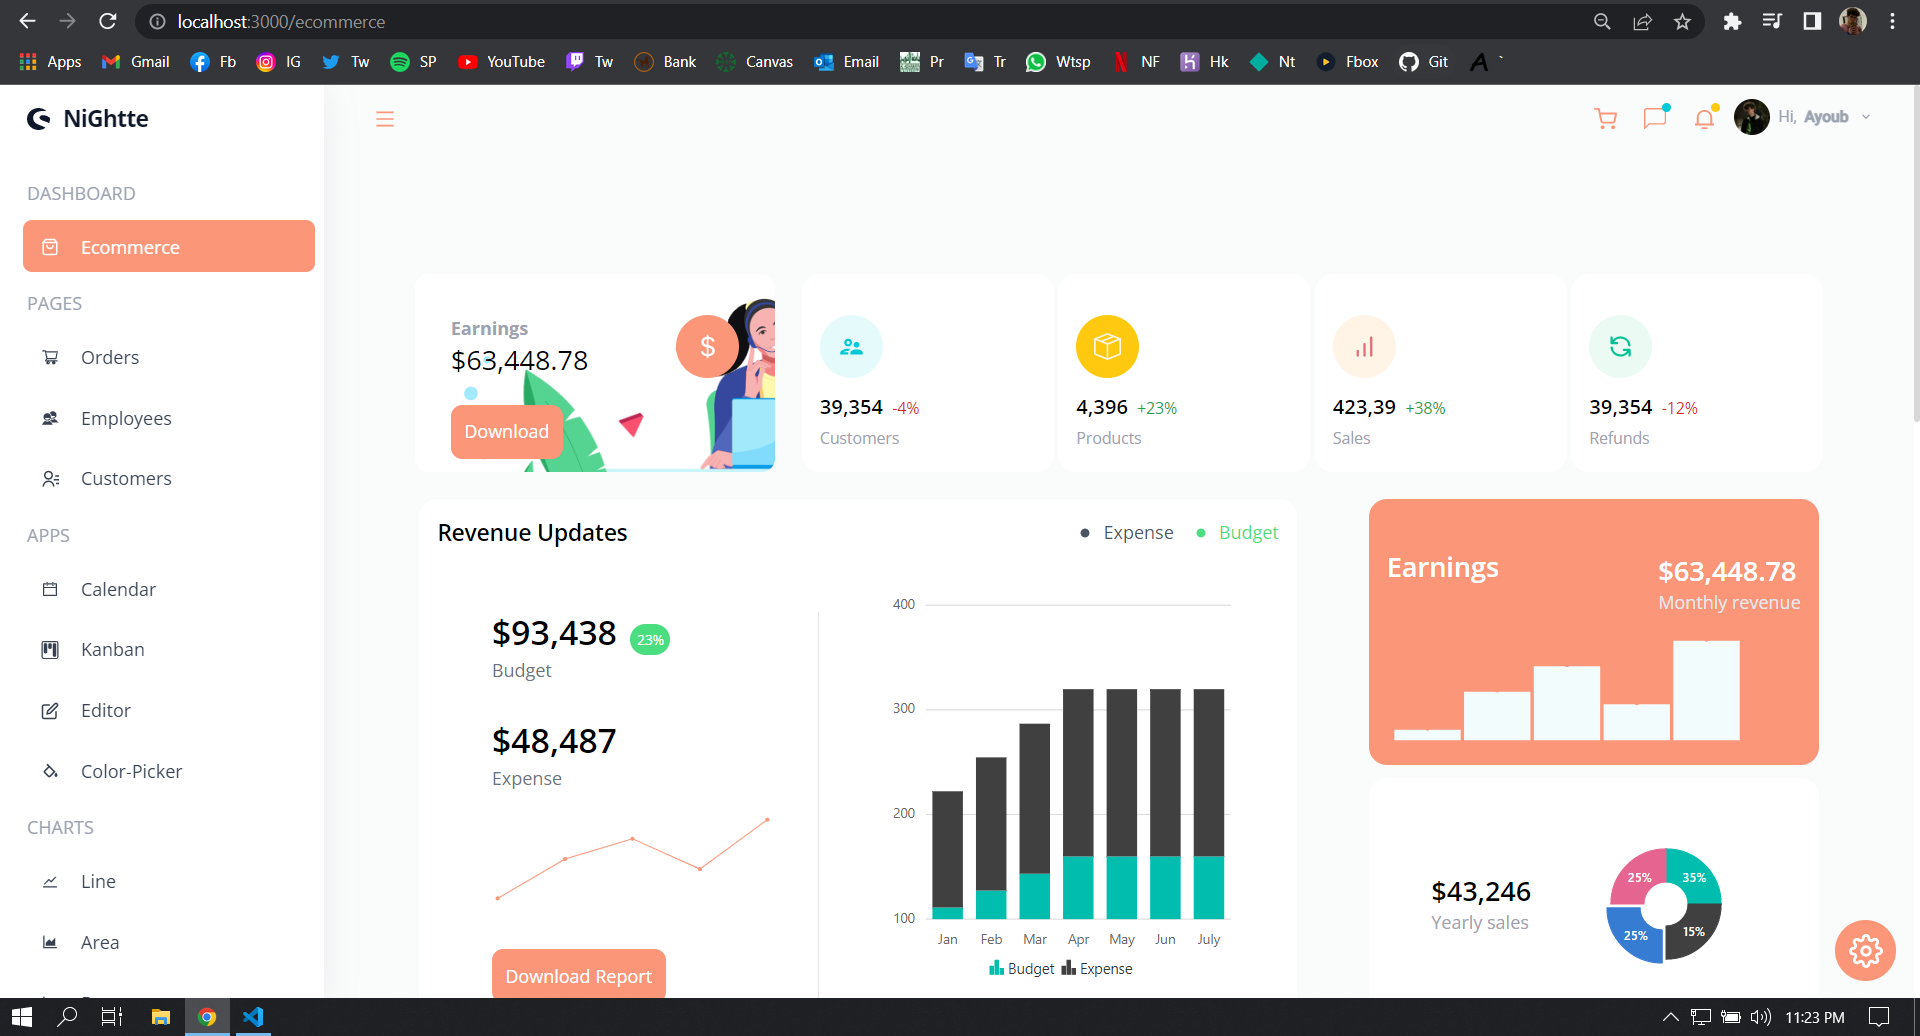 localhost:3000/ecommerce
Apps Gmail Fb IG Tw SP YouTube Tw Bank Canvas Email Pr Tr Wtsp NF Hk Nt Fbox Git `
NiGhtte
Hi, Ayoub
DASHBOARD
Ecommerce
PAGES
Orders
Employees
Customers
APPS
Calendar
Kanban
Editor
Color-Picker
CHARTS
Line
Area
Earnings
$63,448.78
Download
$
39,354 -4%
Customers
4,396 +23%
Products
423,39 +38%
Sales
39,354 -12%
Refunds
Revenue Updates
Expense Budget
$93,438 23%
Budget
$48,487
Expense
Download Report
400
300
200
100
Jan Feb Mar Apr May Jun July
Budget Expense
Earnings
$63,448.78
Monthly revenue
$43,246
Yearly sales
25% 35%
25% 15%
11:23 PM